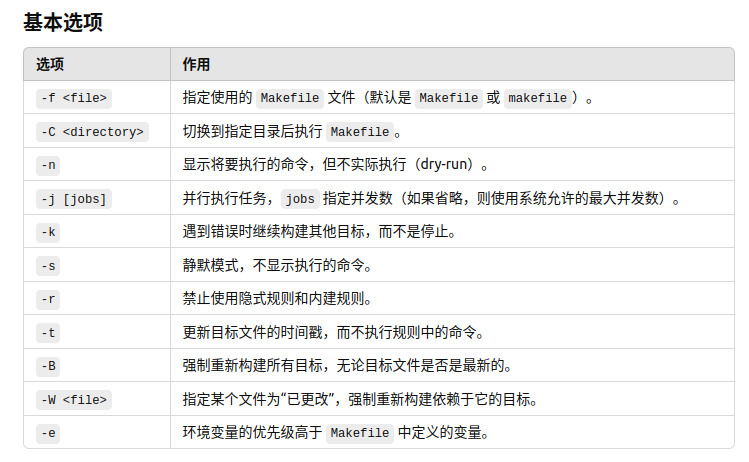 基本选项
选项 作用
-f <file> 指定使用的 Makefile 文件（默认是 Makefile 或 makefile）。
-C <directory> 切换到指定目录后执行 Makefile。
-n 显示将要执行的命令，但不实际执行（dry-run）。
-j [jobs] 并行执行任务，jobs 指定并发数（如果省略，则使用系统允许的最大并发数）。
-k 遇到错误时继续构建其他目标，而不是停止。
-s 静默模式，不显示执行的命令。
-r 禁止使用隐式规则和内建规则。
-t 更新目标文件的时间戳，而不执行规则中的命令。
-B 强制重新构建所有目标，无论目标文件是否是最新的。
-W <file> 指定某个文件为“已更改”，强制重新构建依赖于它的目标。
-e 环境变量的优先级高于 Makefile 中定义的变量。